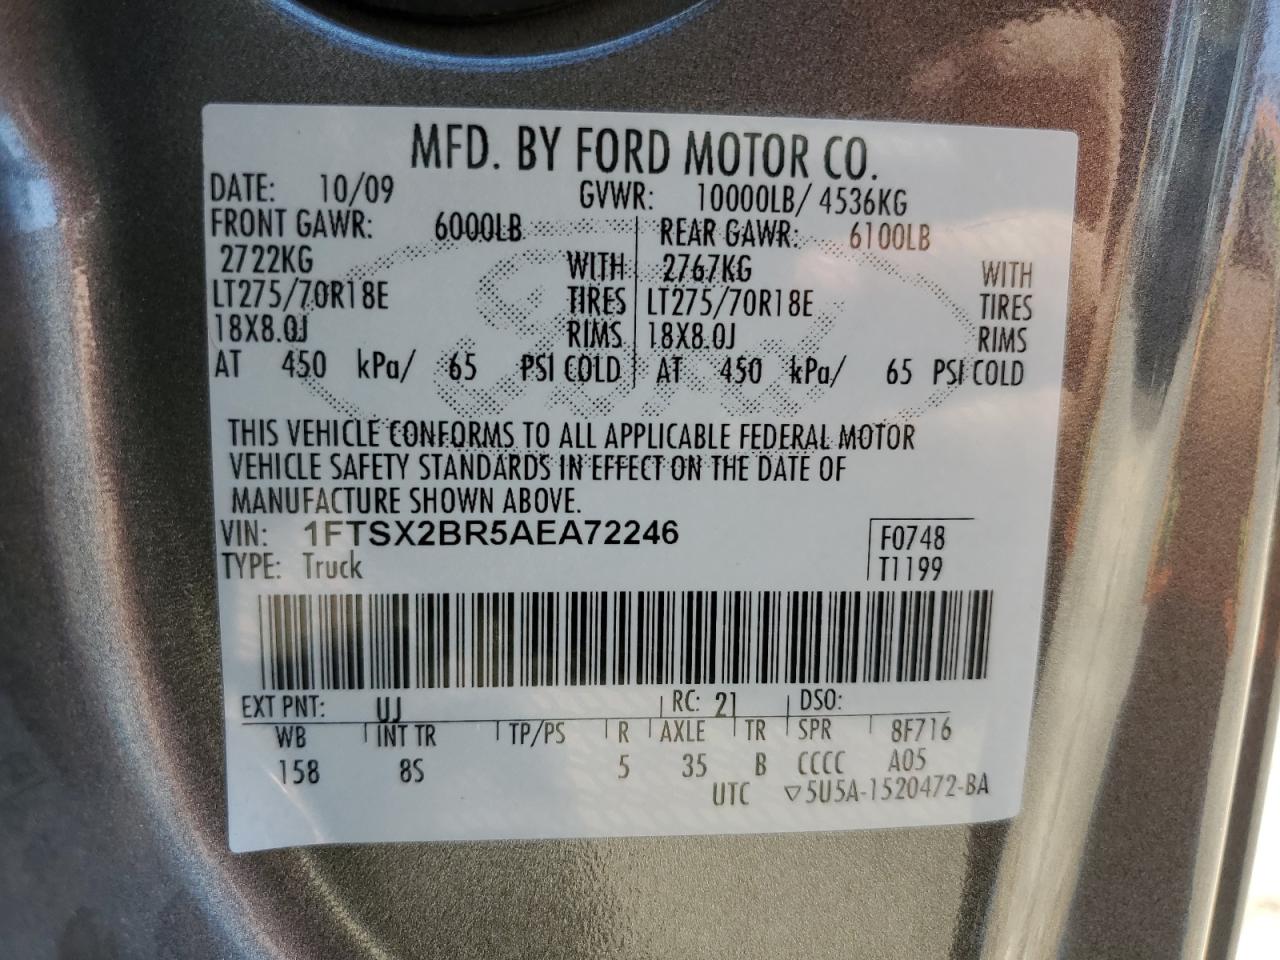 MFD. BY FORD MOTOR CO.
DATE: 10/09 GVWR: 10000LB/ 4536KG
FRONT GAWR: 6000LB REAR GAWR: 6100LB
2722KG WITH 2767KG WITH
LT275/70R18E TIRES LT275/70R18E TIRES
18X8.0J RIMS 18X8.0J RIMS
AT 450 kPa/ 65 PSI COLD AT 450 kPa/ 65 PSI COLD
THIS VEHICLE CONFORMS TO ALL APPLICABLE FEDERAL MOTOR
VEHICLE SAFETY STANDARDS IN EFFECT ON THE DATE OF
MANUFACTURE SHOWN ABOVE.
VIN: 1FTSX2BR5AEA72246 F0748
TYPE: Truck T1199
EXT PNT: UJ RC: 21 DSO:
WB INT TR TP/PS R AXLE TR SPR 8F716
158 8S 5 35 B CCCC A05
UTC ▽5U5A-1520472-BA